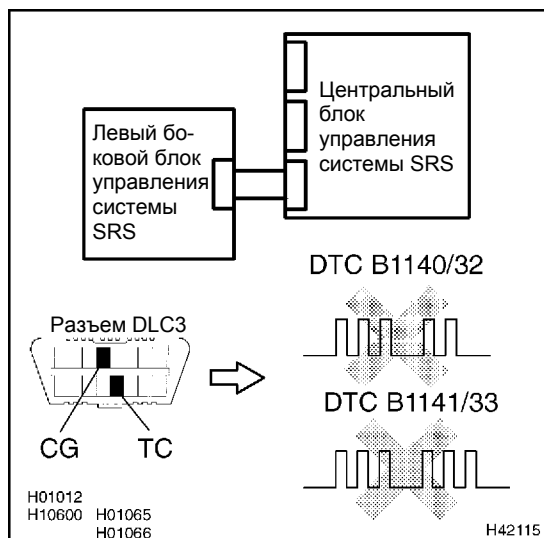 Левый бо-
ковой блок
управления
системы
SRS
Центральный
блок
управления
системы SRS
DTC B1140/32
Разъем DLC3
DTC B1141/33
CG
TC
H01012
H10600 H01065
H01066
H42115